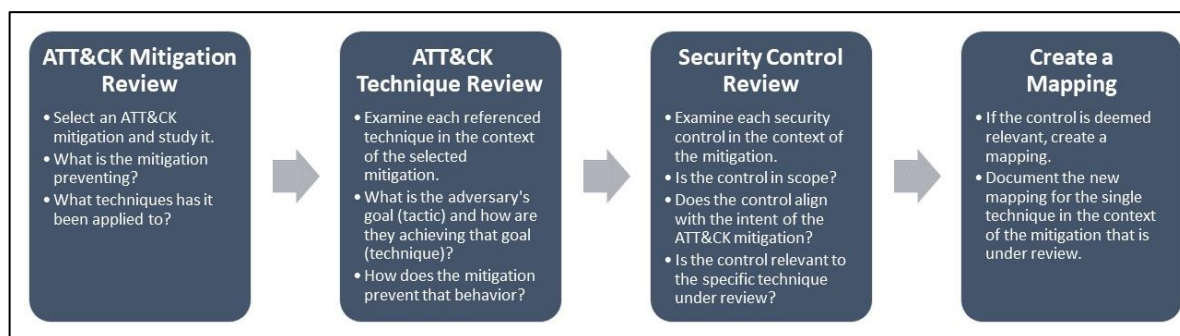 ATT&CK Mitigation
Review
• Select an ATT&CK
mitigation and study it.
• What is the mitigation
preventing?
• What techniques has it
been applied to?
ATT&CK
Technique Review
• Examine each referenced
technique in the context
of the selected
mitigation.
• What is the adversary's
goal (tactic) and how are
they achieving that goal
(technique)?
• How does the mitigation
prevent that behavior?
Security Control
Review
• Examine each security
control in the context of
the mitigation.
• Is the control in scope?
• Does the control align
with the intent of the
ATT&CK mitigation?
• Is the control relevant to
the specific technique
under review?
Create a
Mapping
• If the control is deemed
relevant, create a
mapping.
• Document the new
mapping for the single
technique in the context
of the mitigation that is
under review.